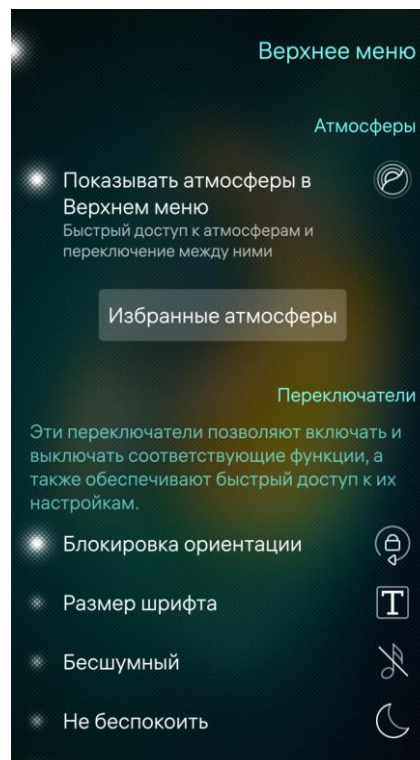 Верхнее меню
Атмосферы
Показывать атмосферы в
Верхнем меню
Быстрый доступ к атмосферам и
переключение между ними
Избранные атмосферы
Переключатели
Эти переключатели позволяют включать и
выключать соответствующие функции, а
также обеспечивают быстрый доступ к их
настройкам.
Блокировка ориентации
Размер шрифта
Бесшумный
Не беспокоить